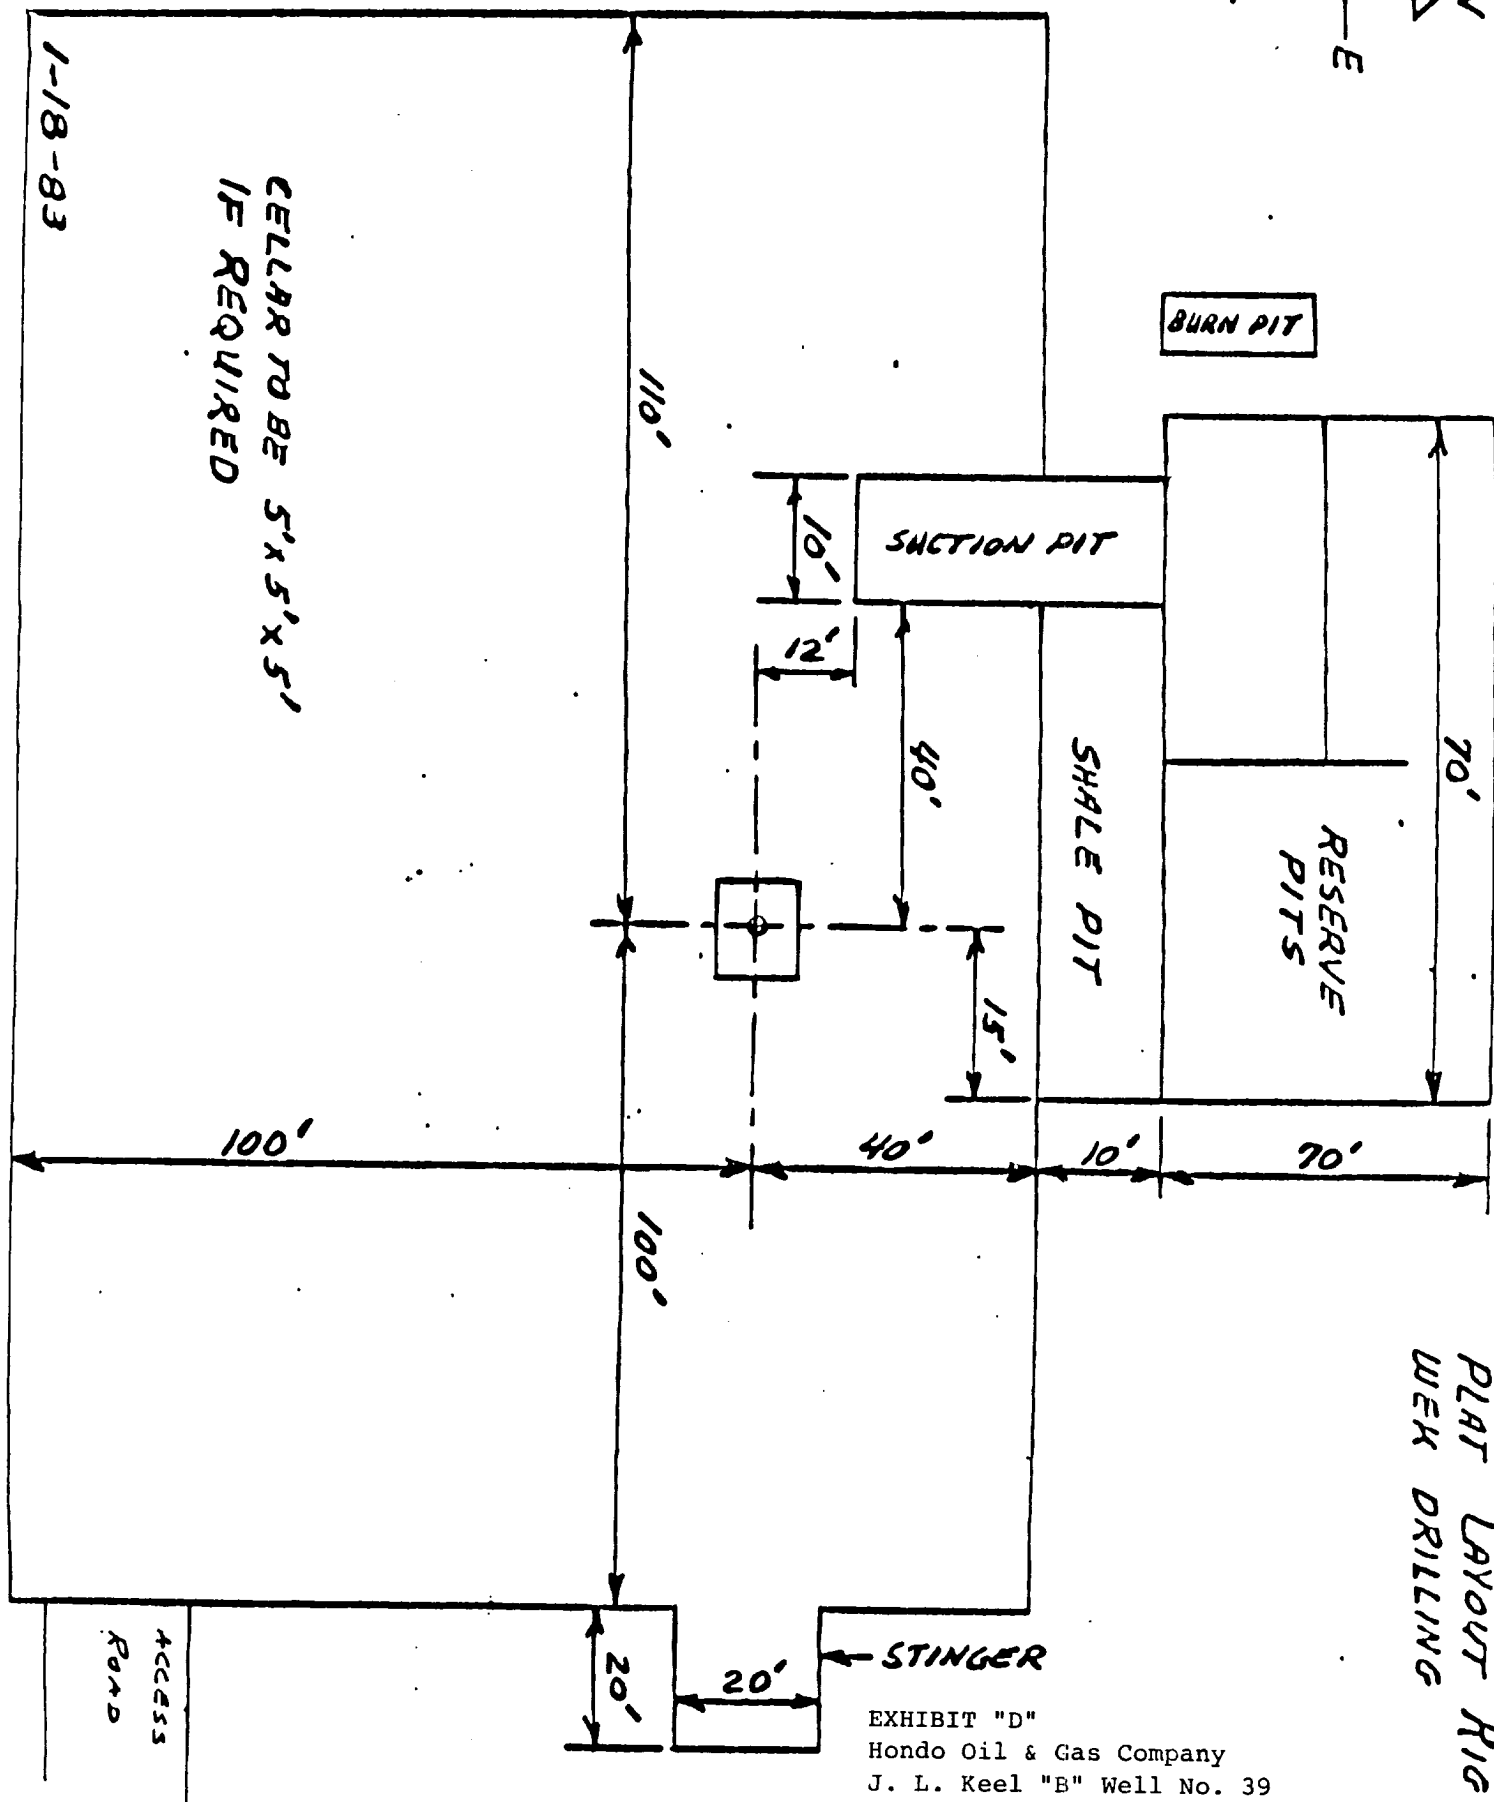 N
E
PLAT LAYOUT RIG
WEK DRILLING
BURN PIT
70'
RESERVE
PITS
SUCTION PIT
10'
12'
40'
SHALE PIT
15'
110'
CELLAR TO BE 5'x5'x5'
IF REQUIRED
1-18-83
100'
40'
10'
70'
100'
STINGER
20'
20'
ACCESS
ROAD
EXHIBIT "D"
Hondo Oil & Gas Company
J. L. Keel "B" Well No. 39